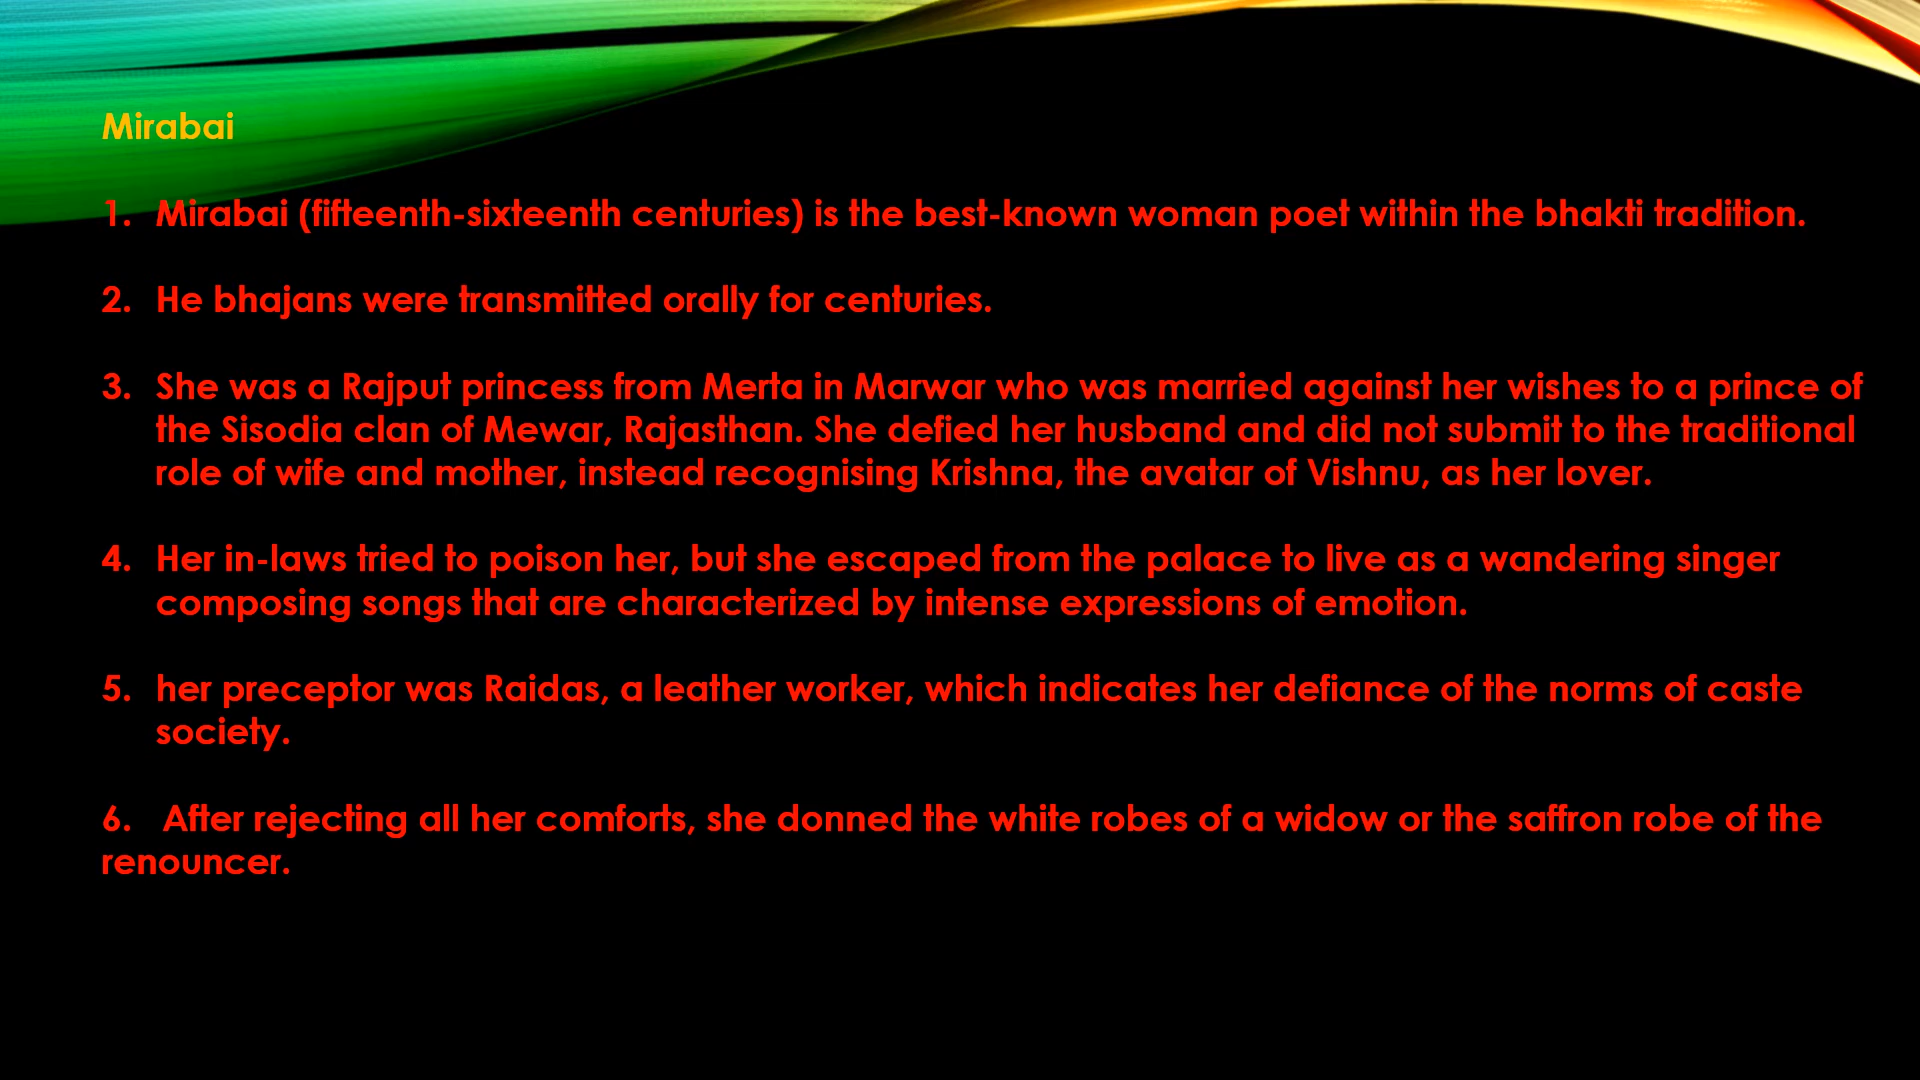 Mirabai
1. Mirabai (fifteenth-sixteenth centuries) is the best-known woman poet within the bhakti tradition.
2. He bhajans were transmitted orally for centuries.
3. She was a Rajput princess from Merta in Marwar who was married against her wishes to a prince of
the Sisodia clan of Mewar, Rajasthan. She defied her husband and did not submit to the traditional
role of wife and mother, instead recognising Krishna, the avatar of Vishnu, as her lover.
4. Her in-laws tried to poison her, but she escaped from the palace to live as a wandering singer
composing songs that are characterized by intense expressions of emotion.
5. her preceptor was Raidas, a leather worker, which indicates her defiance of the norms of caste
society.
6. After rejecting all her comforts, she donned the white robes of a widow or the saffron robe of the
renouncer.